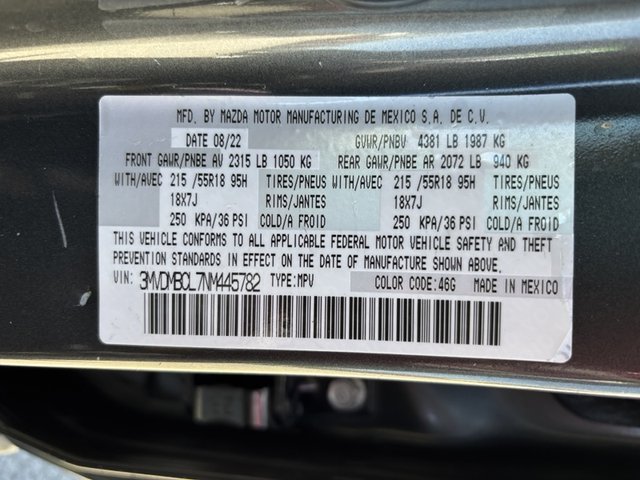 MFD. BY MAZDA MOTOR MANUFACTURING DE MEXICO S.A. DE C.V.
DATE 08/22 GVWR/PNBV 4381 LB 1987 KG
FRONT GAWR/PNBE AV 2315 LB 1050 KG REAR GAWR/PNBE AR 2072 LB 940 KG
WITH/AVEC 215 /55R18 95H TIRES/PNEUS WITH/AVEC 215 /55R18 95H TIRES/PNEUS
18X7J RIMS/JANTES 18X7J RIMS/JANTES
250 KPA/36 PSI COLD/A FROID 250 KPA/36 PSI COLD/A FROID
THIS VEHICLE CONFORMS TO ALL APPLICABLE FEDERAL MOTOR VEHICLE SAFETY AND THEFT
PREVENTION STANDARDS IN EFFECT ON THE DATE OF MANUFACTURE SHOWN ABOVE.
VIN: 3MVDMBCL7NM445782 TYPE:MPV COLOR CODE:46G MADE IN MEXICO